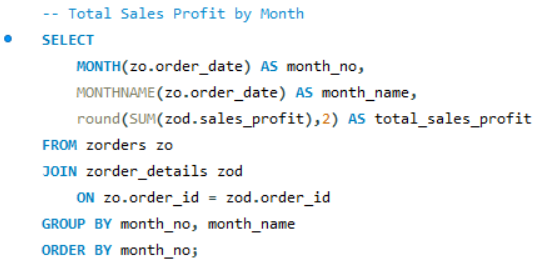 -- Total Sales Profit by Month
SELECT
MONTH(zo.order_date) AS month_no,
MONTHNAME(zo.order_date) AS month_name,
round(SUM(zod.sales_profit),2) AS total_sales_profit
FROM zorders zo
JOIN zorder_details zod
ON zo.order_id = zod.order_id
GROUP BY month_no, month_name
ORDER BY month_no;